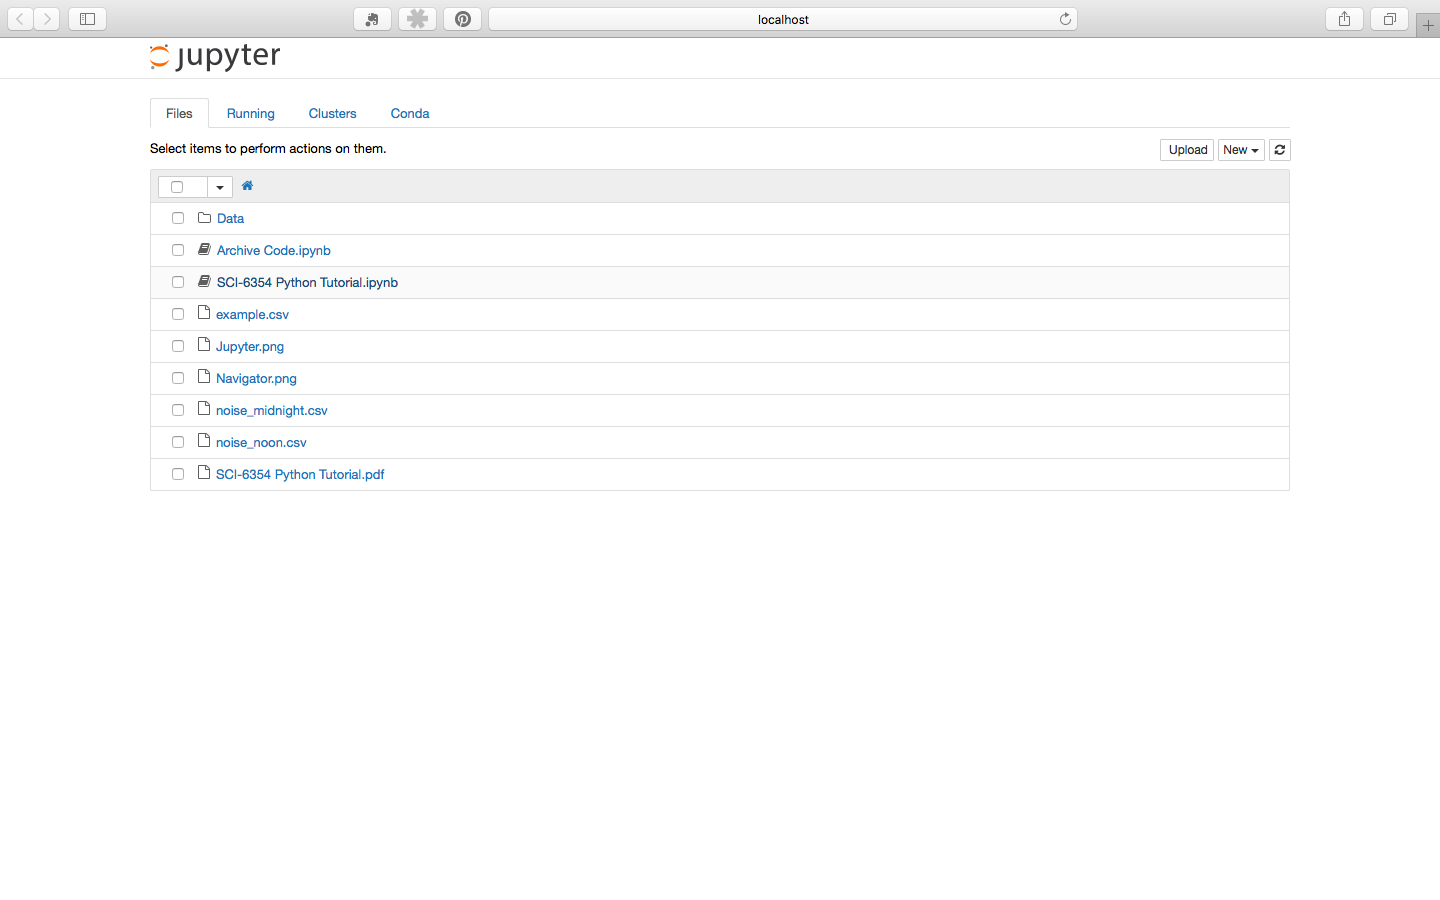 localhost
jupyter
Files Running Clusters Conda
Select items to perform actions on them. Upload New
Data
Archive Code.ipynb
SCI-6354 Python Tutorial.ipynb
example.csv
Jupyter.png
Navigator.png
noise_midnight.csv
noise_noon.csv
SCI-6354 Python Tutorial.pdf